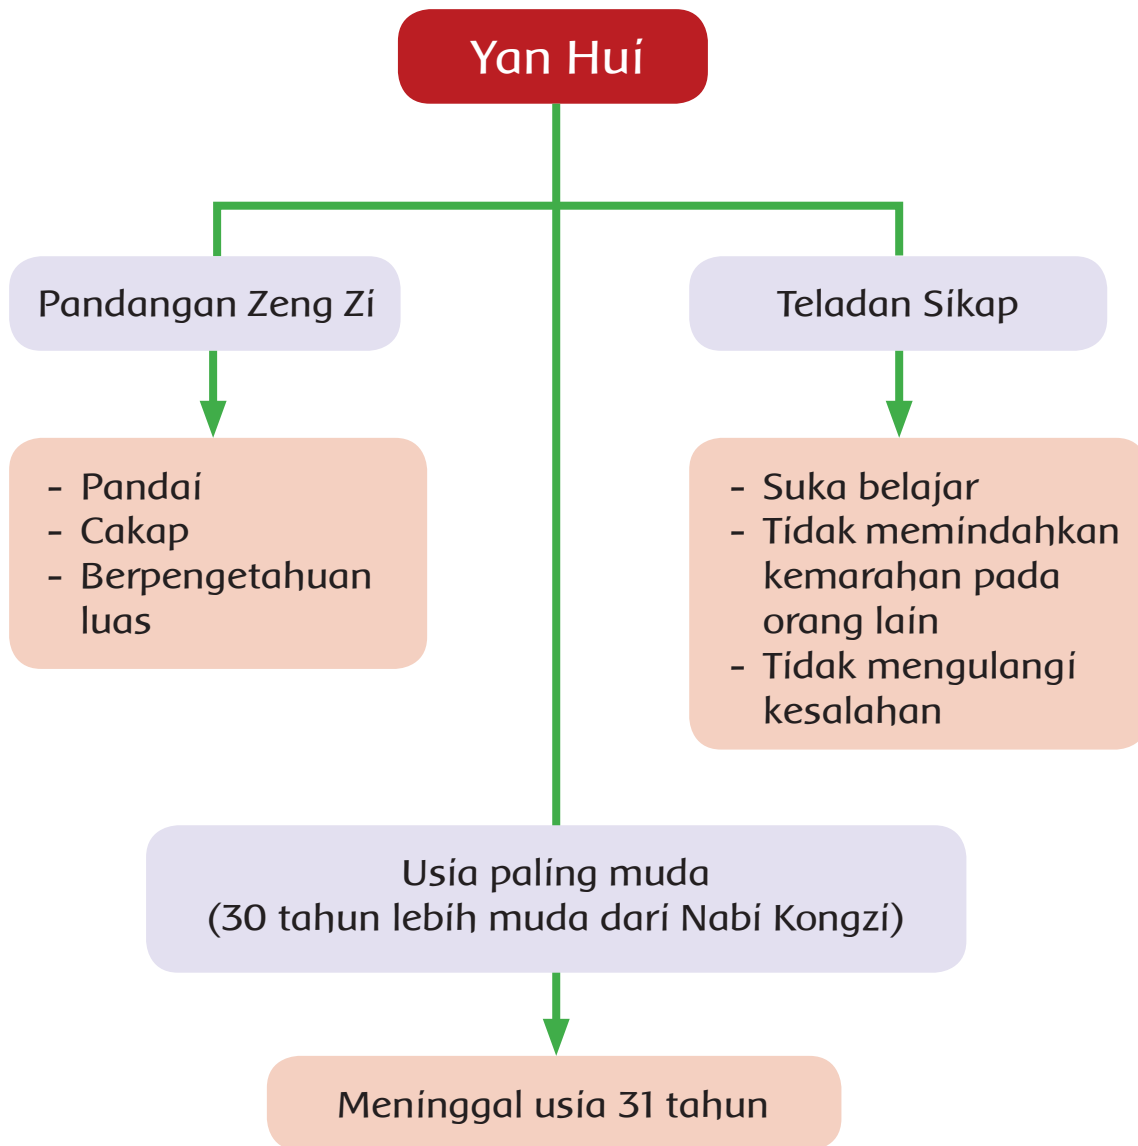 Yan Hui
Pandangan Zeng Zi
Teladan Sikap
- Pandai
- Cakap
- Berpengetahuan
luas
- Suka belajar
- Tidak memindahkan
kemarahan pada
orang lain
- Tidak mengulangi
kesalahan
Usia paling muda
(30 tahun lebih muda dari Nabi Kongzi)
Meninggal usia 31 tahun